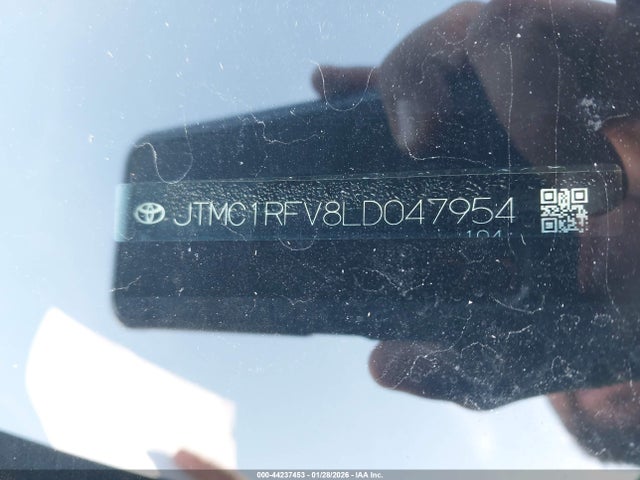 JTMC1RFV8LD047954
000-44237453 - 01/28/2026 - IAA Inc.